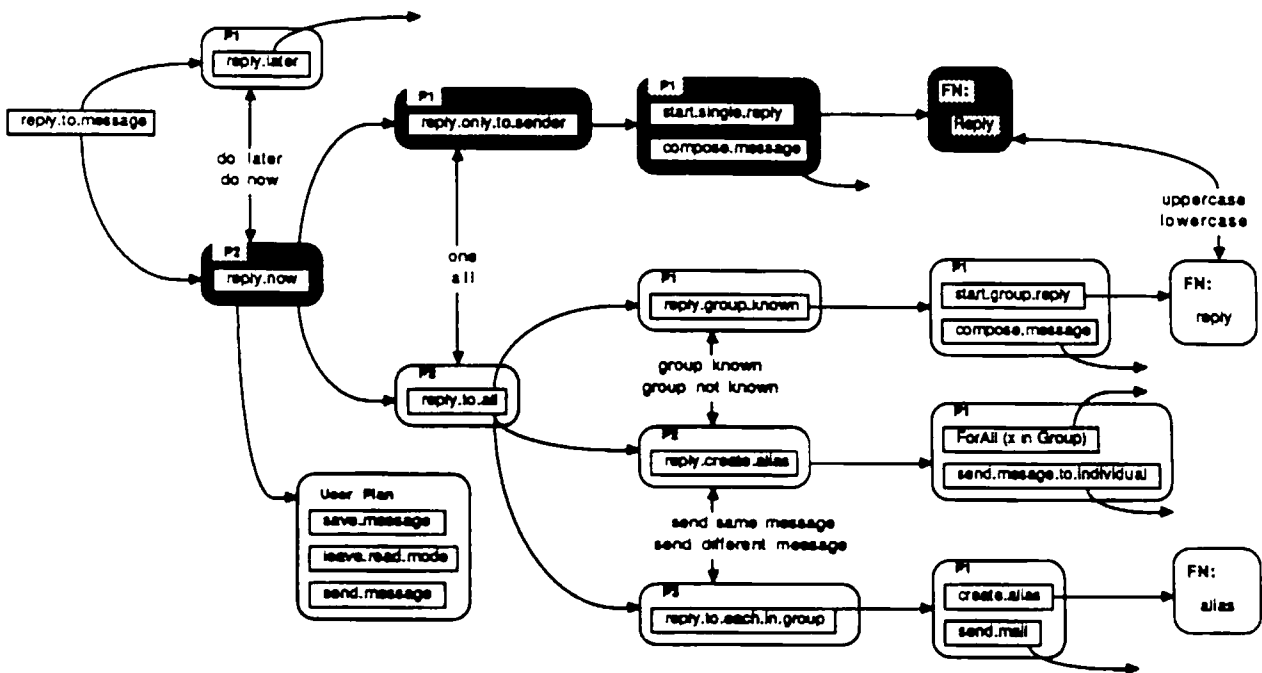 P1
reply.later
reply.to.message
do later
do now
P2
reply.now
User Plan
save.message
leave.read.mode
send.message
P1
reply.only.to.sender
one
all
P2
reply.to.all
P1
start.single.reply
compose.message
FN:
Reply
uppercase
lowercase
P1
reply.group.known
group known
group not known
P2
reply.create.alias
send same message
send different message
P3
reply.to.each.in.group
P1
start.group.reply
compose.message
FN:
reply
P1
ForAll (x in Group)
send.message.to.individual
P1
create.alias
send.mail
FN:
alias